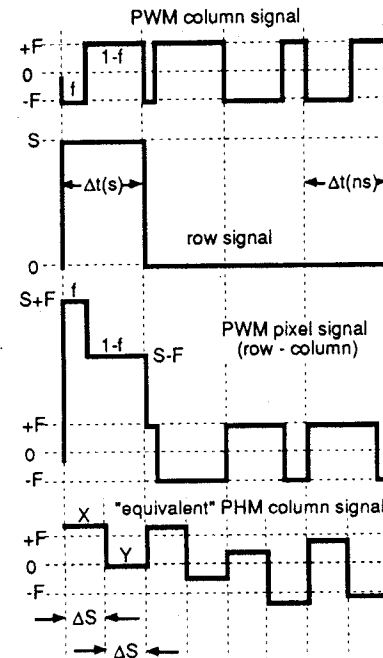 PWM column signal
+F
1-f
0
f
-F
S
Δt(s)
Δt(ns)
row signal
0
f
S+F
PWM pixel signal
1-f
S-F
(row - column)
+F
0
-F
"equivalent" PHM column signal
X
+F
Y
0
-F
ΔS
ΔS